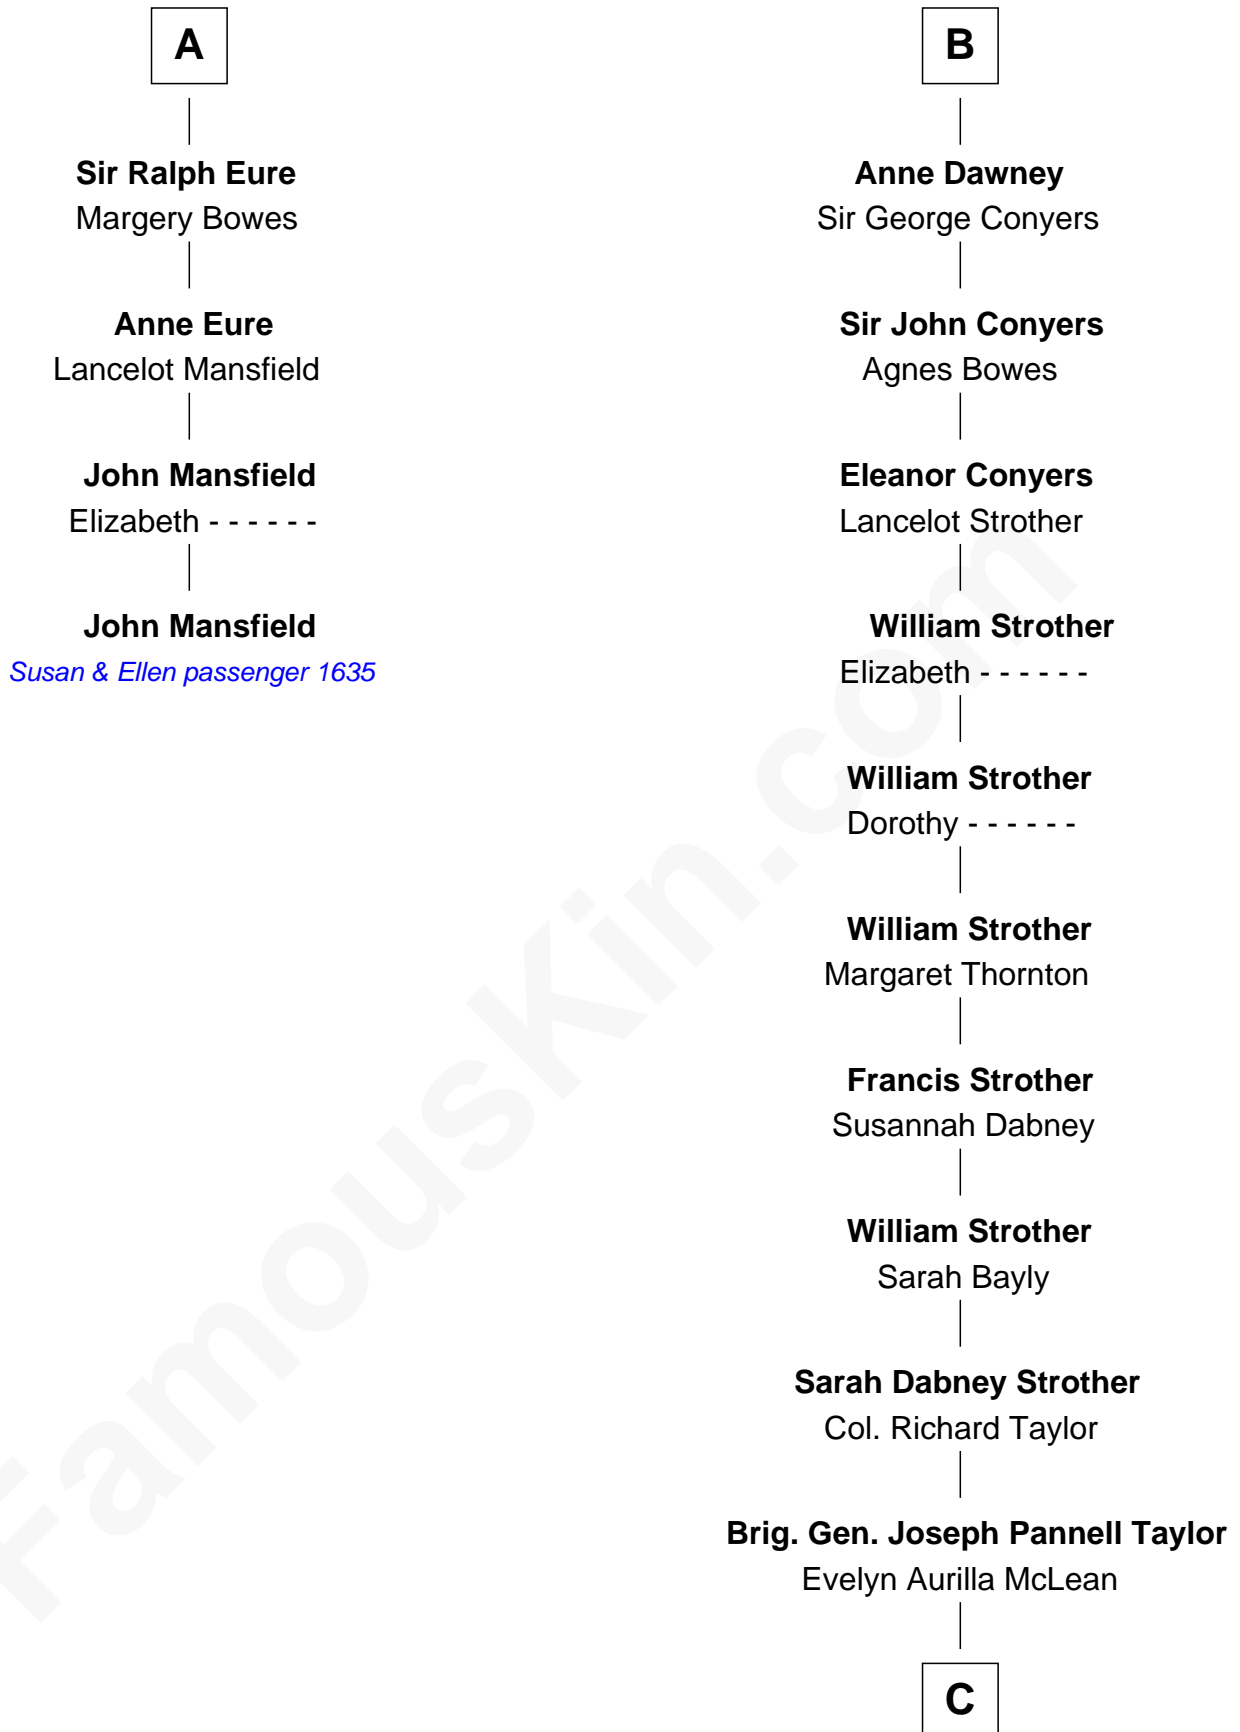 A
Sir Ralph Eure
Margery Bowes
Anne Eure
Lancelot Mansfield
John Mansfield
Elizabeth - - - - - -
John Mansfield
Susan & Ellen passenger 1635
B
Anne Dawney
Sir George Conyers
Sir John Conyers
Agnes Bowes
Eleanor Conyers
Lancelot Strother
William Strother
Elizabeth - - - - - -
William Strother
Dorothy - - - - - -
William Strother
Margaret Thornton
Francis Strother
Susannah Dabney
William Strother
Sarah Bayly
Sarah Dabney Strother
Col. Richard Taylor
Brig. Gen. Joseph Pannell Taylor
Evelyn Aurilla McLean
C
FamousKin.com